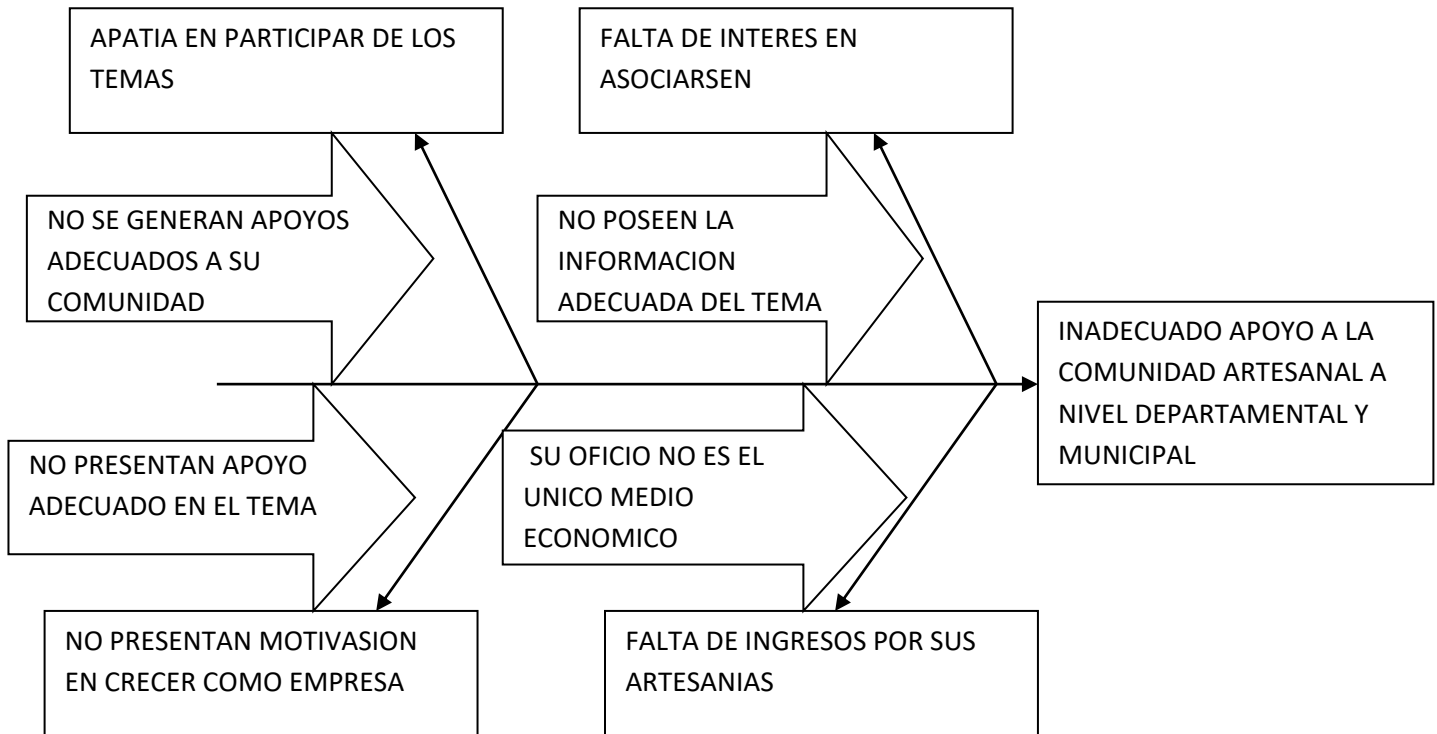 APATIA EN PARTICIPAR DE LOS
TEMAS
FALTA DE INTERES EN
ASOCIARSEN
NO SE GENERAN APOYOS
ADECUADOS A SU
COMUNIDAD
NO POSEEN LA
INFORMACION
ADECUADA DEL TEMA
INADECUADO APOYO A LA
COMUNIDAD ARTESANAL A
NIVEL DEPARTAMENTAL Y
MUNICIPAL
NO PRESENTAN APOYO
ADECUADO EN EL TEMA
SU OFICIO NO ES EL
UNICO MEDIO
ECONOMICO
NO PRESENTAN MOTIVASION
EN CRECER COMO EMPRESA
FALTA DE INGRESOS POR SUS
ARTESANIAS